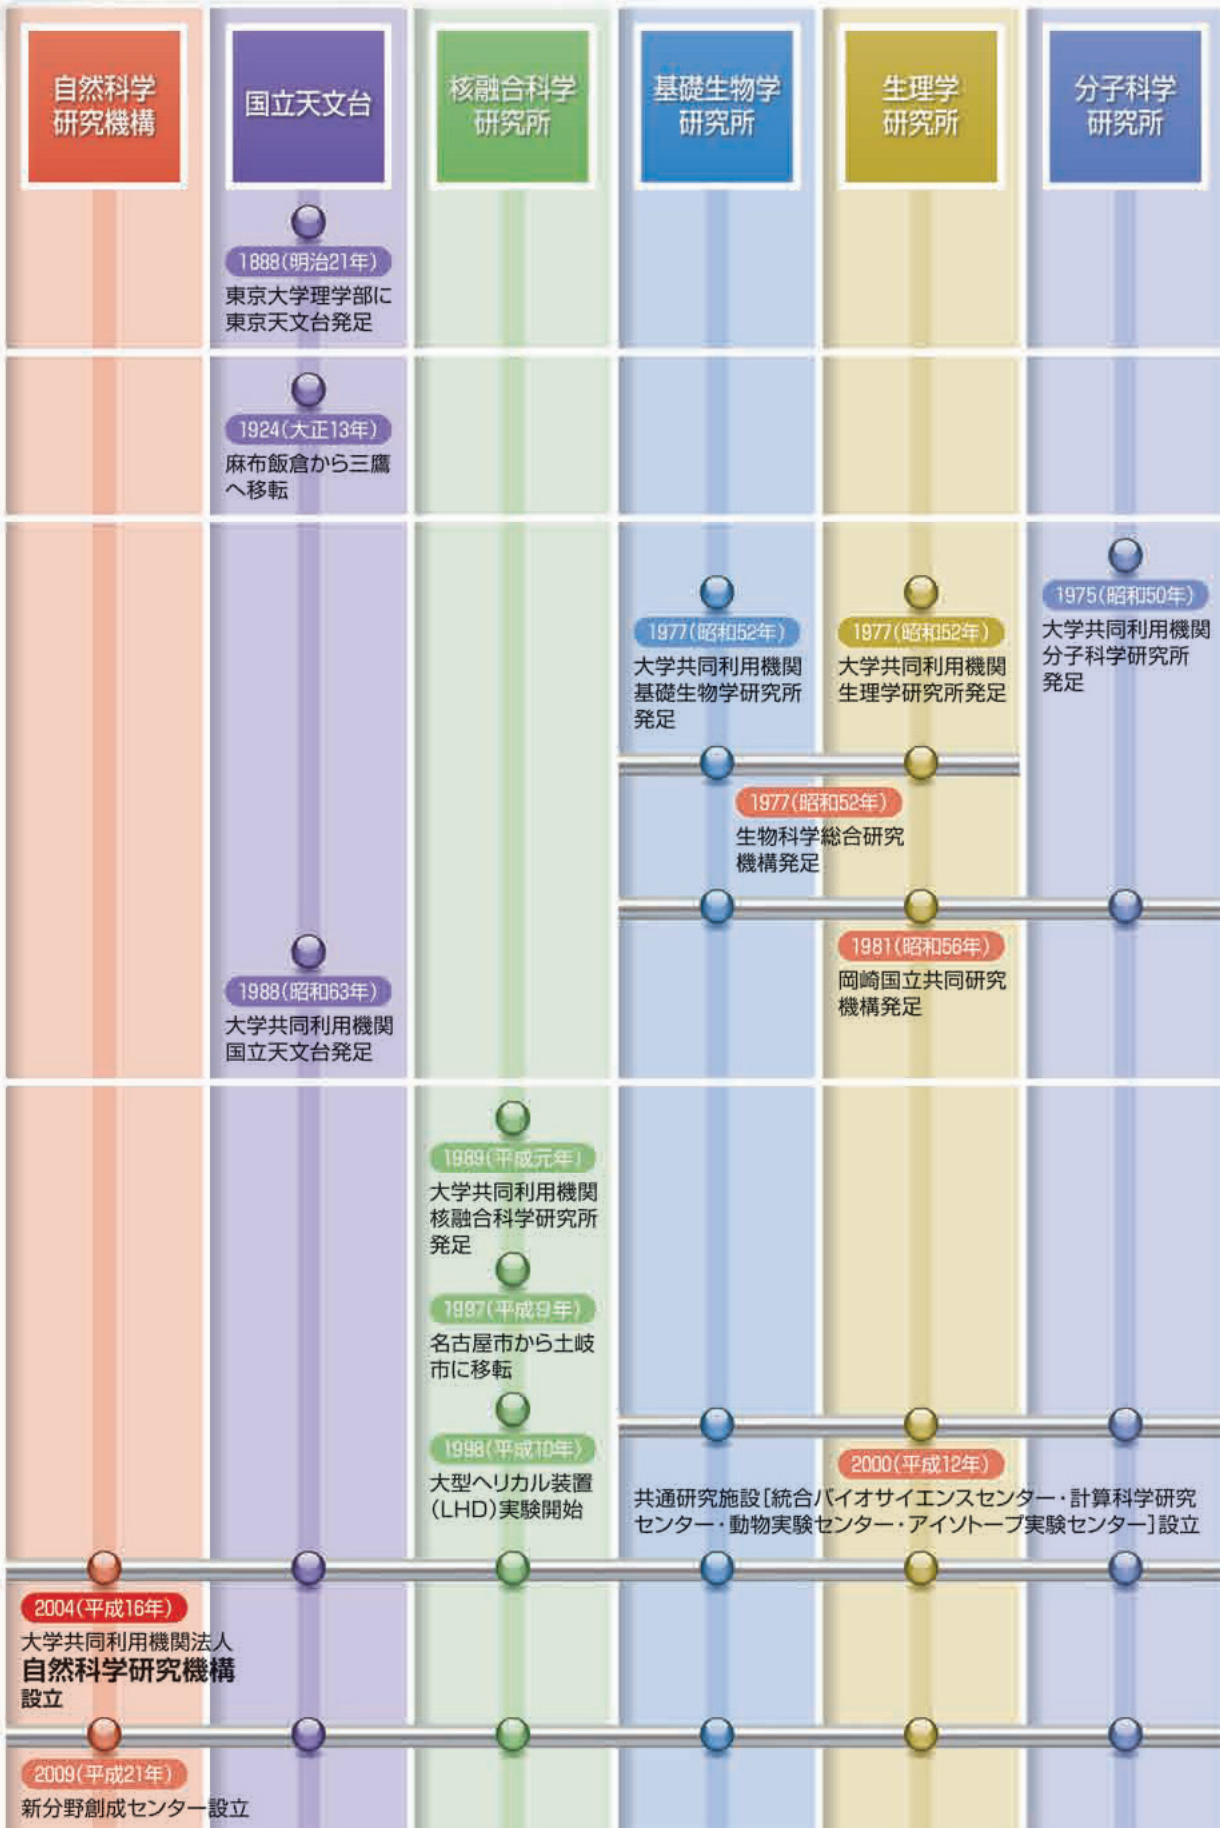 自然科学
研究機構
国立天文台
核融合科学
研究所
基礎生物学
研究所
生理学
研究所
分子科学
研究所
1888(明治21年)
東京大学理学部に
東京天文台発足
1924(大正13年)
麻布飯倉から三鷹
へ移転
1975(昭和50年)
大学共同利用機関
分子科学研究所
発足
1977(昭和52年)
大学共同利用機関
基礎生物学研究所
発足
1977(昭和52年)
大学共同利用機関
生理学研究所発足
1977(昭和52年)
生物科学総合研究
機構発足
1981(昭和56年)
岡崎国立共同研究
機構発足
1988(昭和63年)
大学共同利用機関
国立天文台発足
1989(平成元年)
大学共同利用機関
核融合科学研究所
発足
1997(平成9年)
名古屋市から土岐
市に移転
1998(平成10年)
大型ヘリカル装置
(LHD)実験開始
2000(平成12年)
共通研究施設[統合バイオサイエンスセンター・計算科学研究
センター・動物実験センター・アイソトープ実験センター]設立
2004(平成16年)
大学共同利用機関法人
自然科学研究機構
設立
2009(平成21年)
新分野創成センター設立